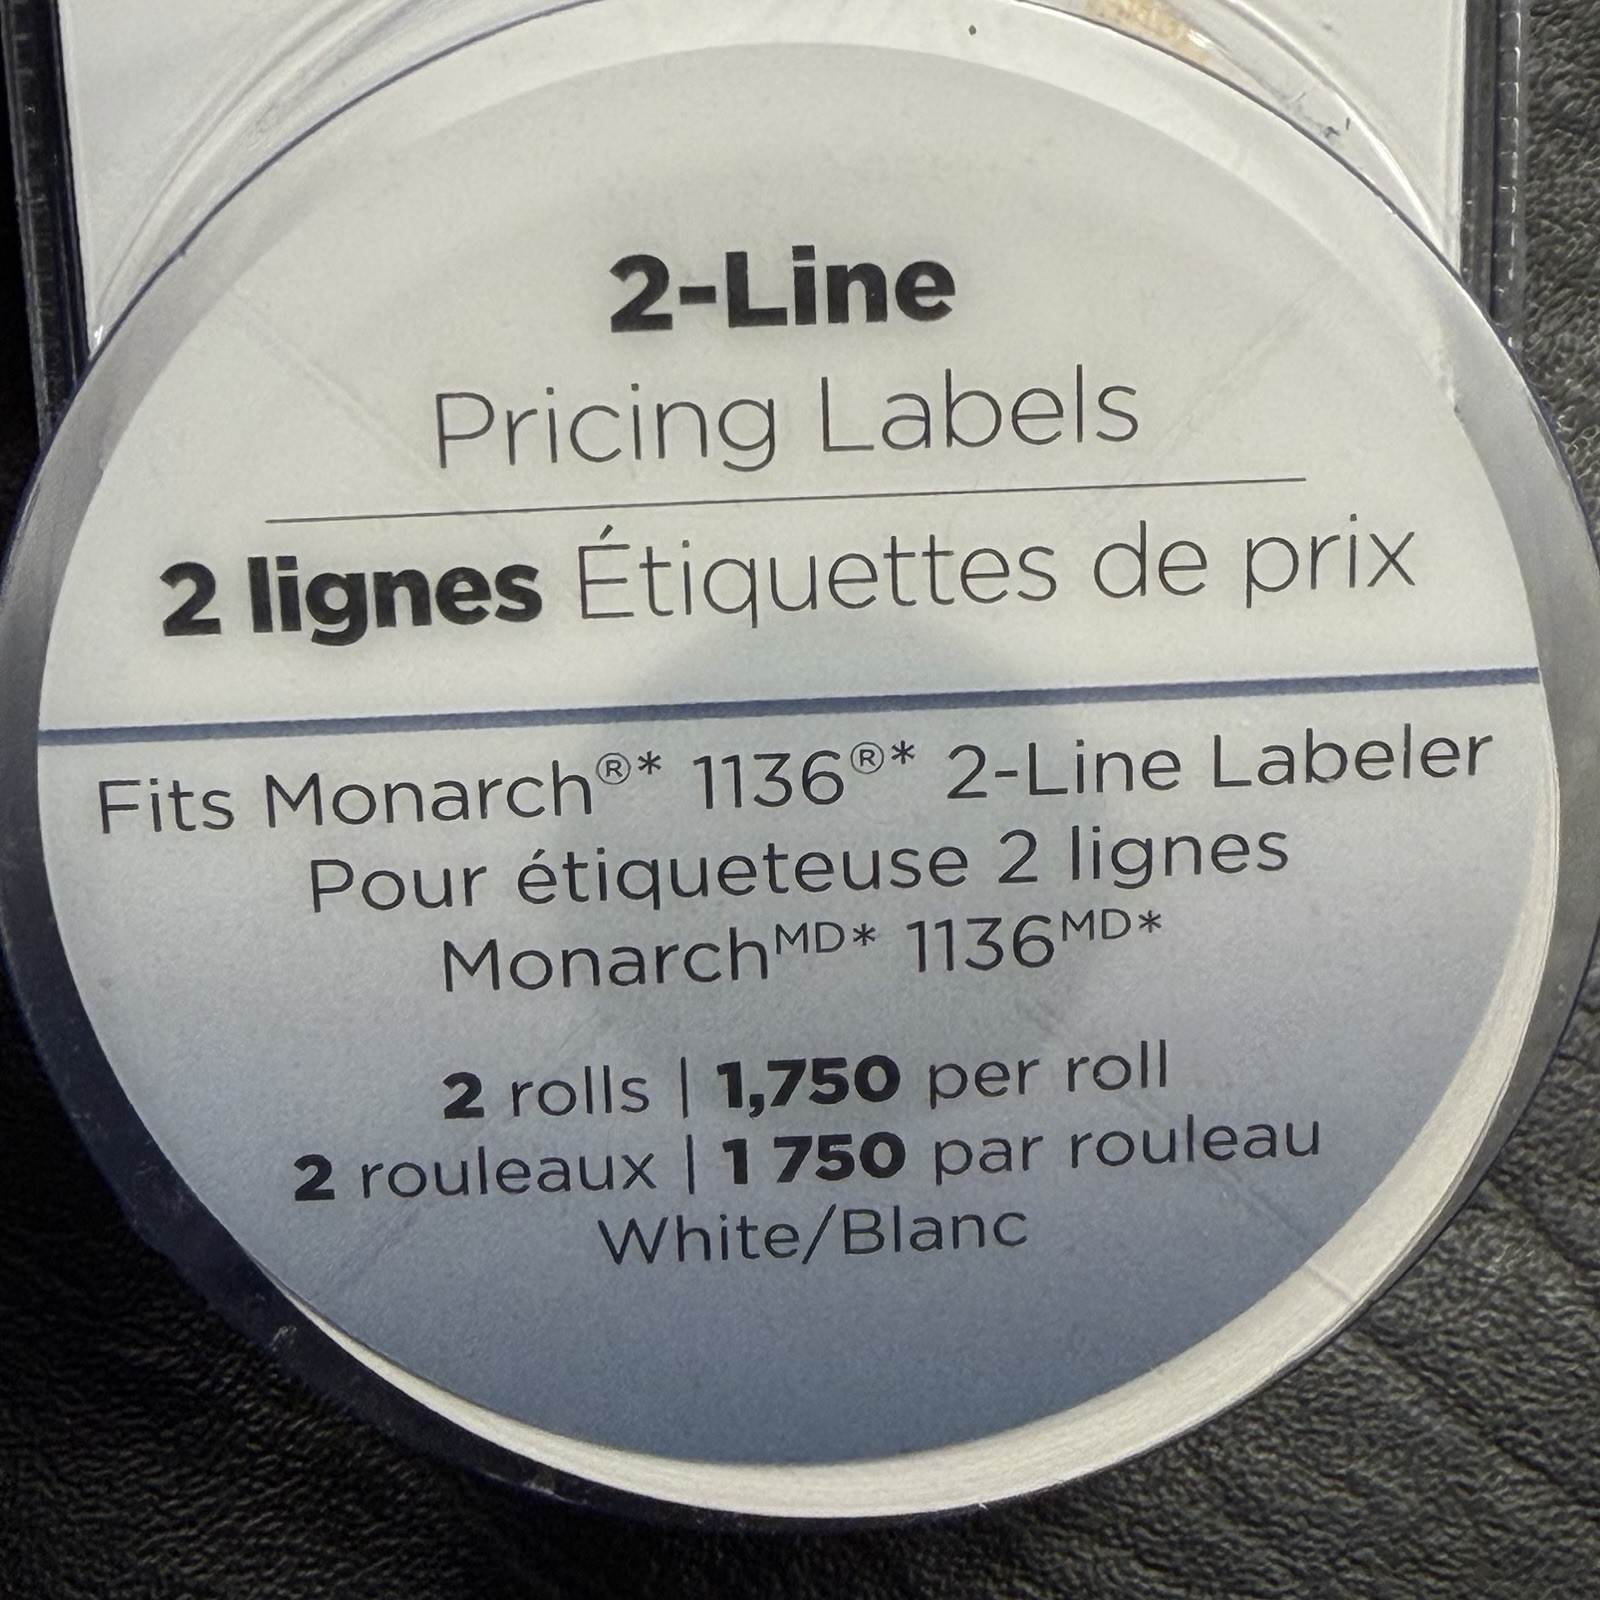 2-Line
Pricing Labels
2 lignes Étiquettes de prix
Fits Monarch®* 1136®* 2-Line Labeler
Pour étiqueteuse 2 lignes
Monarchᴹᴰ* 1136ᴹᴰ*
2 rolls | 1,750 per roll
2 rouleaux | 1 750 par rouleau
White/Blanc